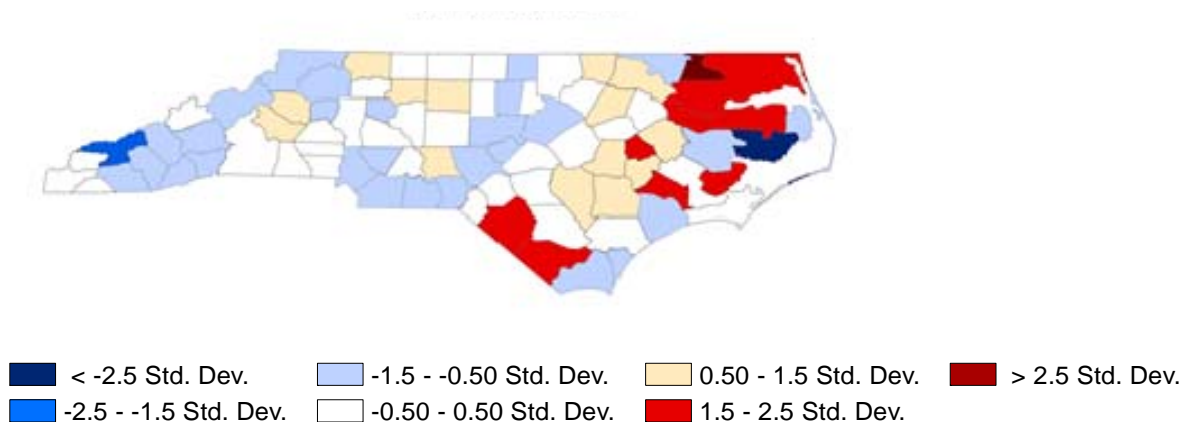 < -2.5 Std. Dev.
-1.5 - -0.50 Std. Dev.
0.50 - 1.5 Std. Dev.
> 2.5 Std. Dev.
-2.5 - -1.5 Std. Dev.
-0.50 - 0.50 Std. Dev.
1.5 - 2.5 Std. Dev.